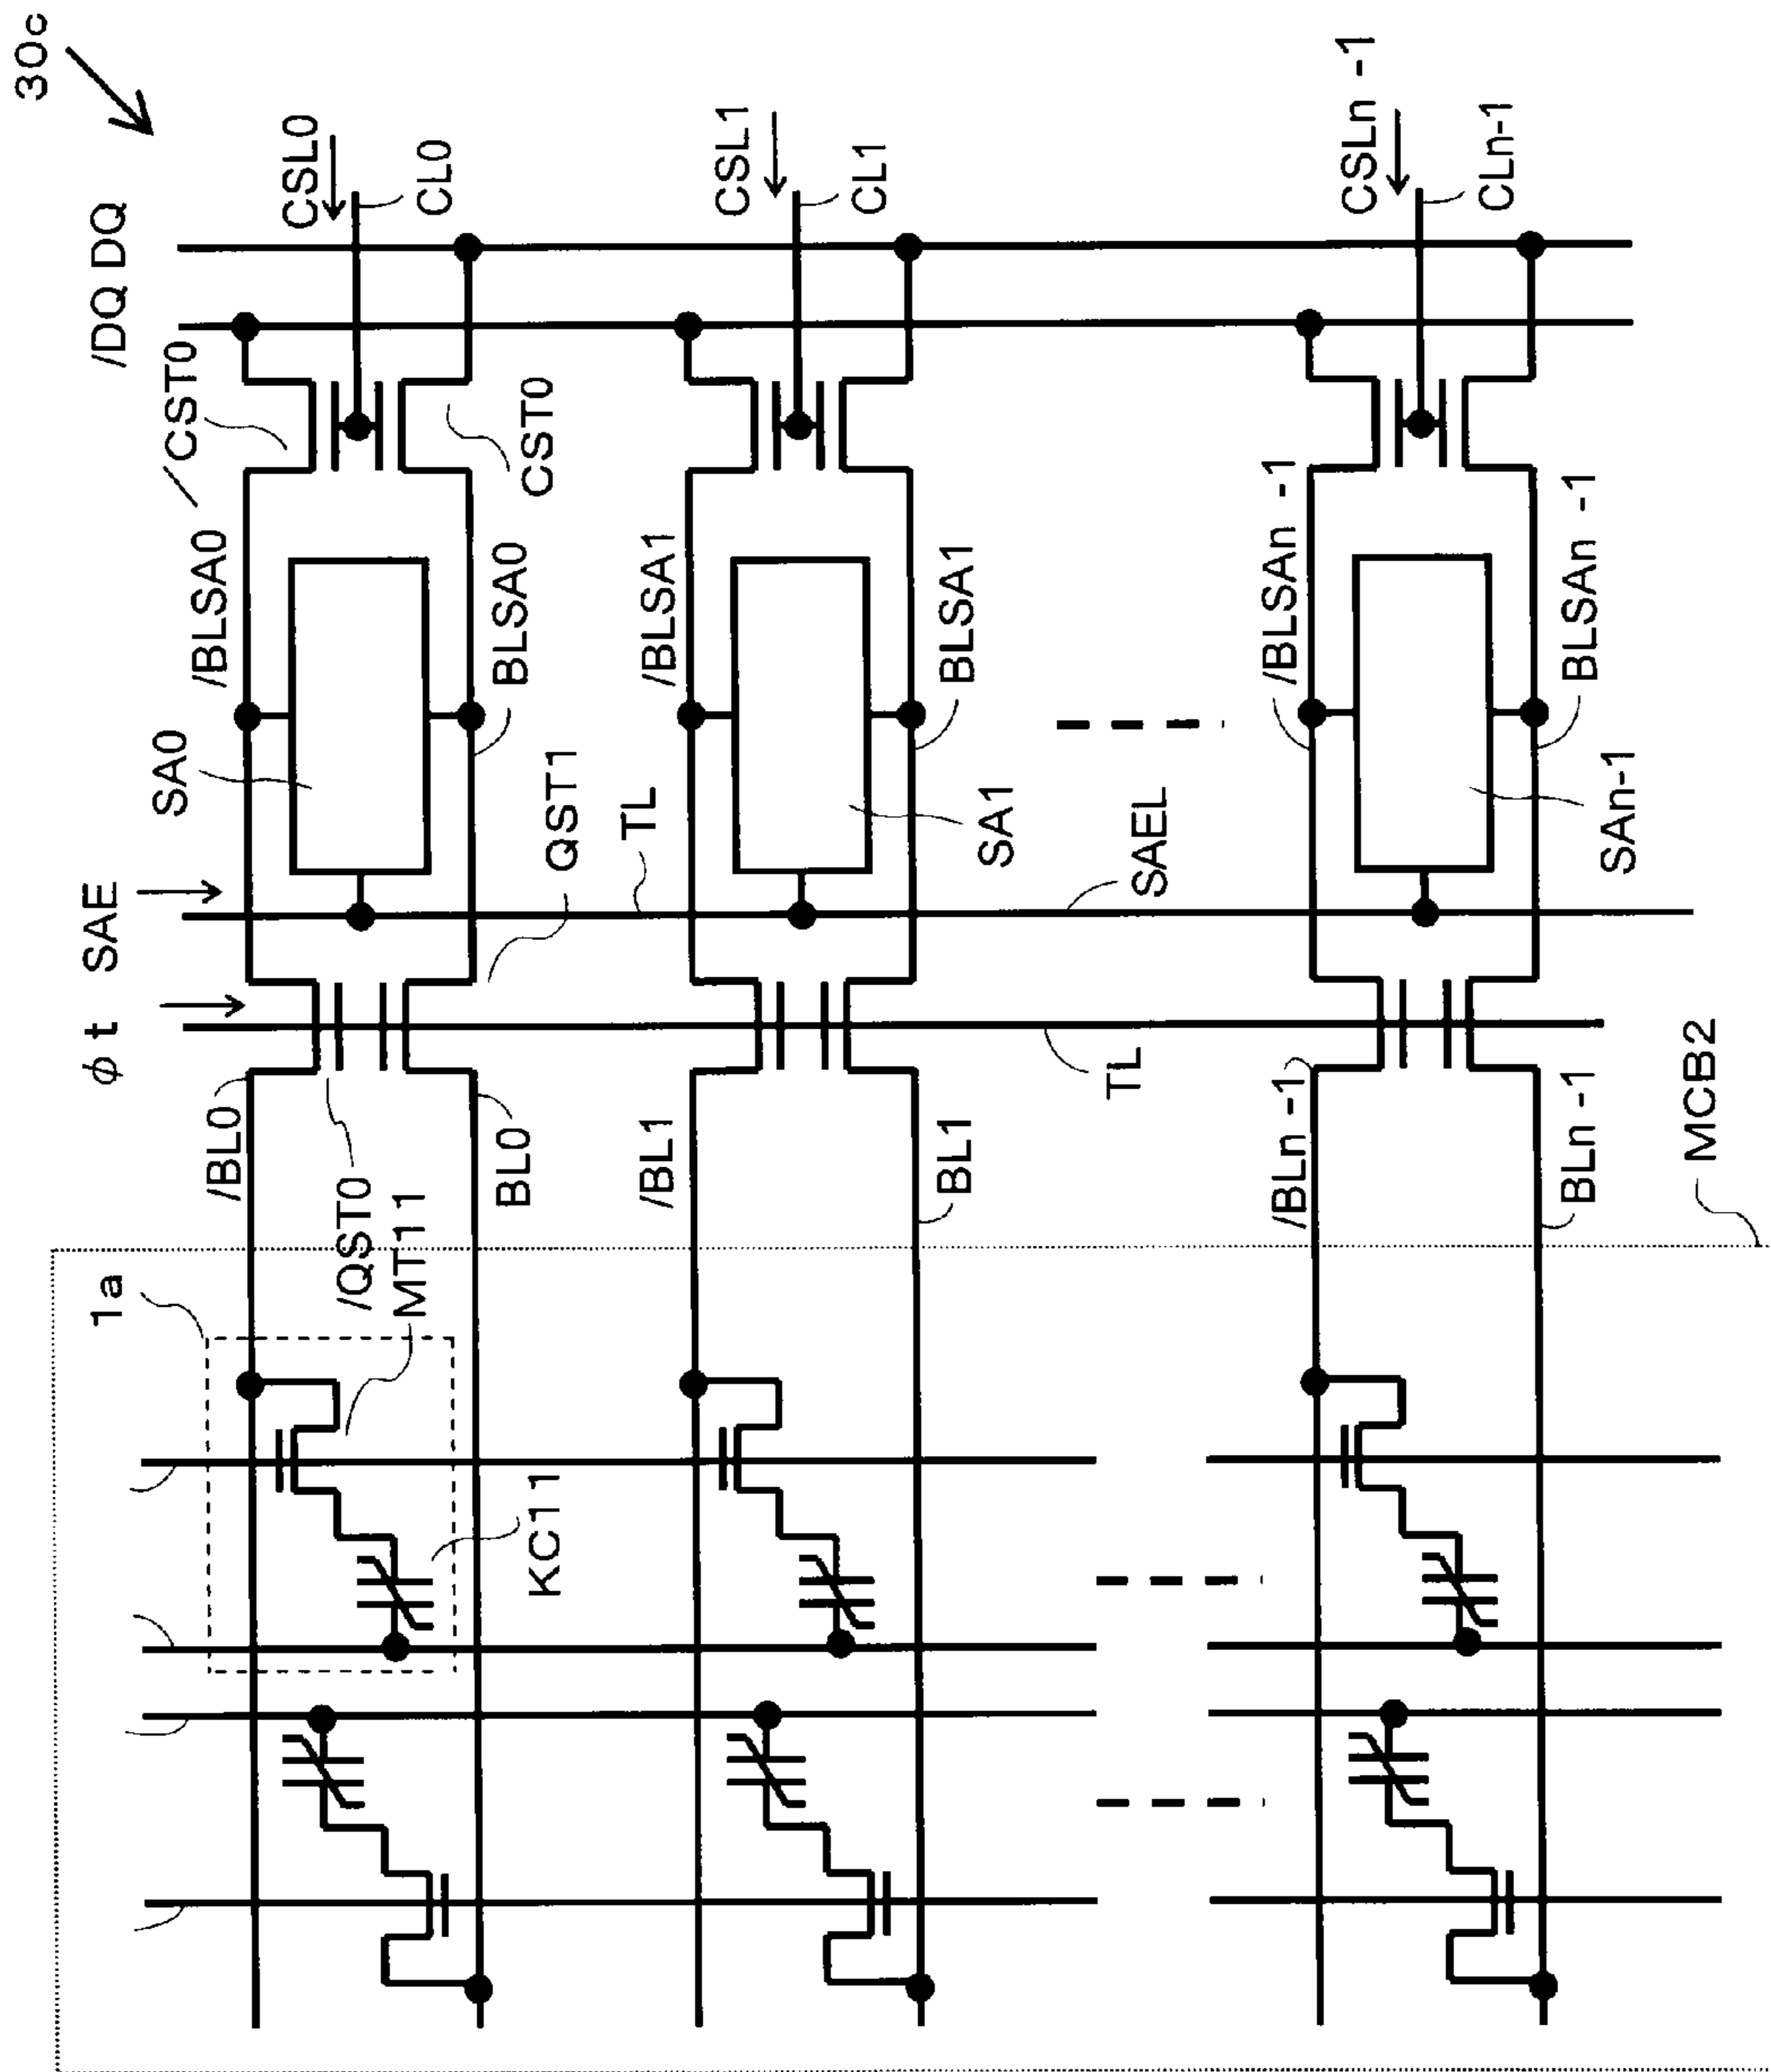 30c
/DQ DQ
CSL0
CL0
CSL1
CL1
CSLn -1
CLn-1
/CST0
CST0
/BLSA0
BLSA0
/BLSA1
BLSA1
/BLSAn -1
BLSAn -1
SA0
SA1
SAn-1
SAE
TL
SAEL
QST1
φt
TL
/QST0
/BL0
BL0
/BL1
BL1
/BLn -1
BLn -1
MCB2
1a
MT11
KC11